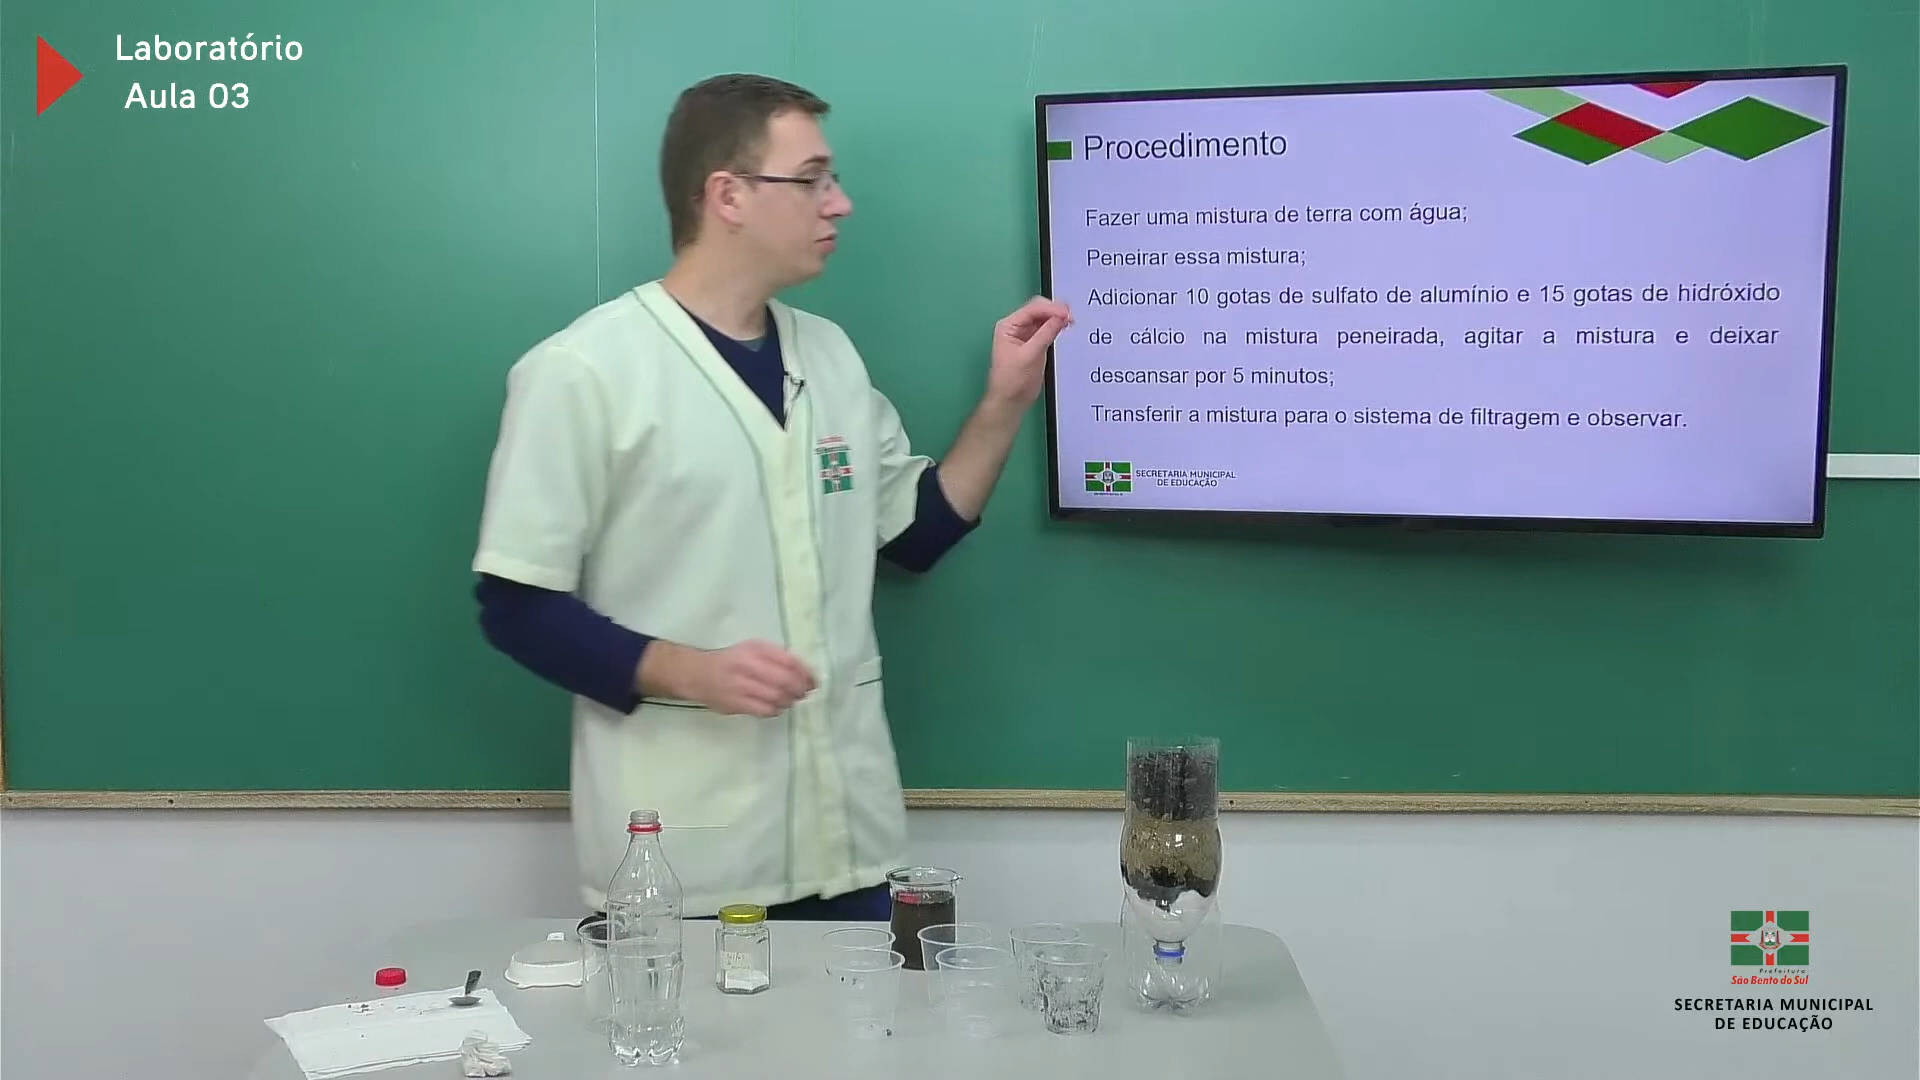 Laboratório
Aula 03
Procedimento
Fazer uma mistura de terra com água;
Peneirar essa mistura;
Adicionar 10 gotas de sulfato de alumínio e 15 gotas de hidróxido
de cálcio na mistura peneirada, agitar a mistura e deixar
descansar por 5 minutos;
Transferir a mistura para o sistema de filtragem e observar.
SECRETARIA MUNICIPAL
DE EDUCAÇÃO
Prefeitura
São Bento do Sul
SECRETARIA MUNICIPAL
DE EDUCAÇÃO